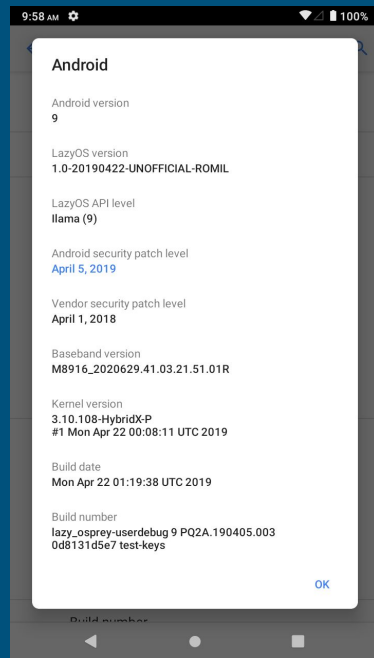 9:58 AM 100%
Android
Android version
9
LazyOS version
1.0-20190422-UNOFFICIAL-ROMIL
LazyOS API level
Ilama (9)
Android security patch level
April 5, 2019
Vendor security patch level
April 1, 2018
Baseband version
M8916_2020629.41.03.21.51.01R
Kernel version
3.10.108-HybridX-P
#1 Mon Apr 22 00:08:11 UTC 2019
Build date
Mon Apr 22 01:19:38 UTC 2019
Build number
lazy_osprey-userdebug 9 PQ2A.190405.003
0d8131d5e7 test-keys
OK
Build number